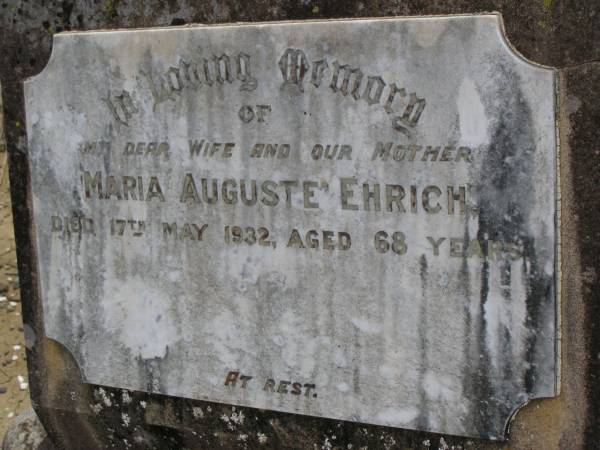 In Loving Memory
OF
MY DEAR WIFE AND OUR MOTHER
MARIA AUGUSTE EHRICH,
DIED 17TH MAY 1932, AGED 68 YEARS
AT REST.